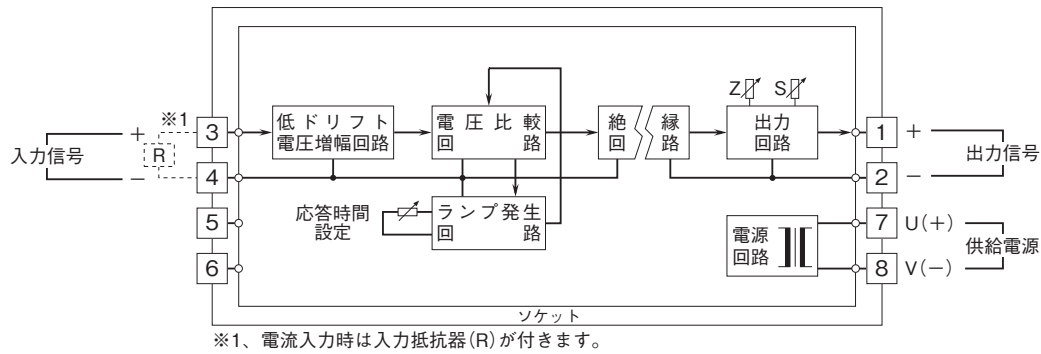 ※1
入力信号
+
R
−
3
4
5
6
低ドリフト
電圧増幅回路
電圧比較
回路
ランプ発生
回路
応答時間
設定
絶縁
回路
Z
S
出力
回路
電源
回路
1
+
2
−
出力信号
7
U(+)
8
V(−)
供給電源
ソケット
※1、電流入力時は入力抵抗器(R)が付きます。